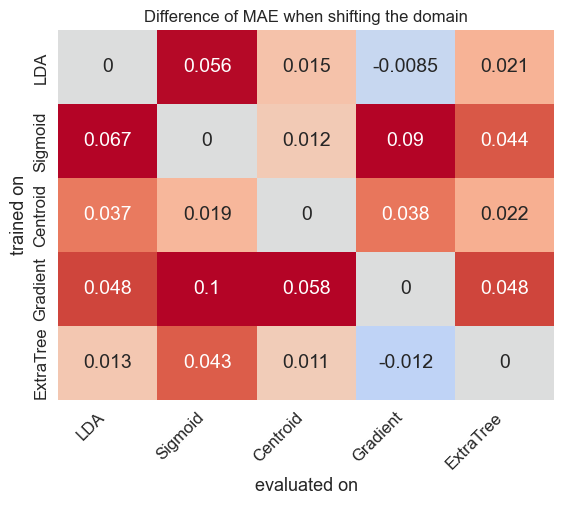 Difference of MAE when shifting the domain
LDA 0 0.056 0.015 -0.0085 0.021
Sigmoid 0.067 0 0.012 0.09 0.044
Centroid 0.037 0.019 0 0.038 0.022
Gradient 0.048 0.1 0.058 0 0.048
ExtraTree 0.013 0.043 0.011 -0.012 0
trained on
LDA Sigmoid Centroid Gradient ExtraTree
evaluated on